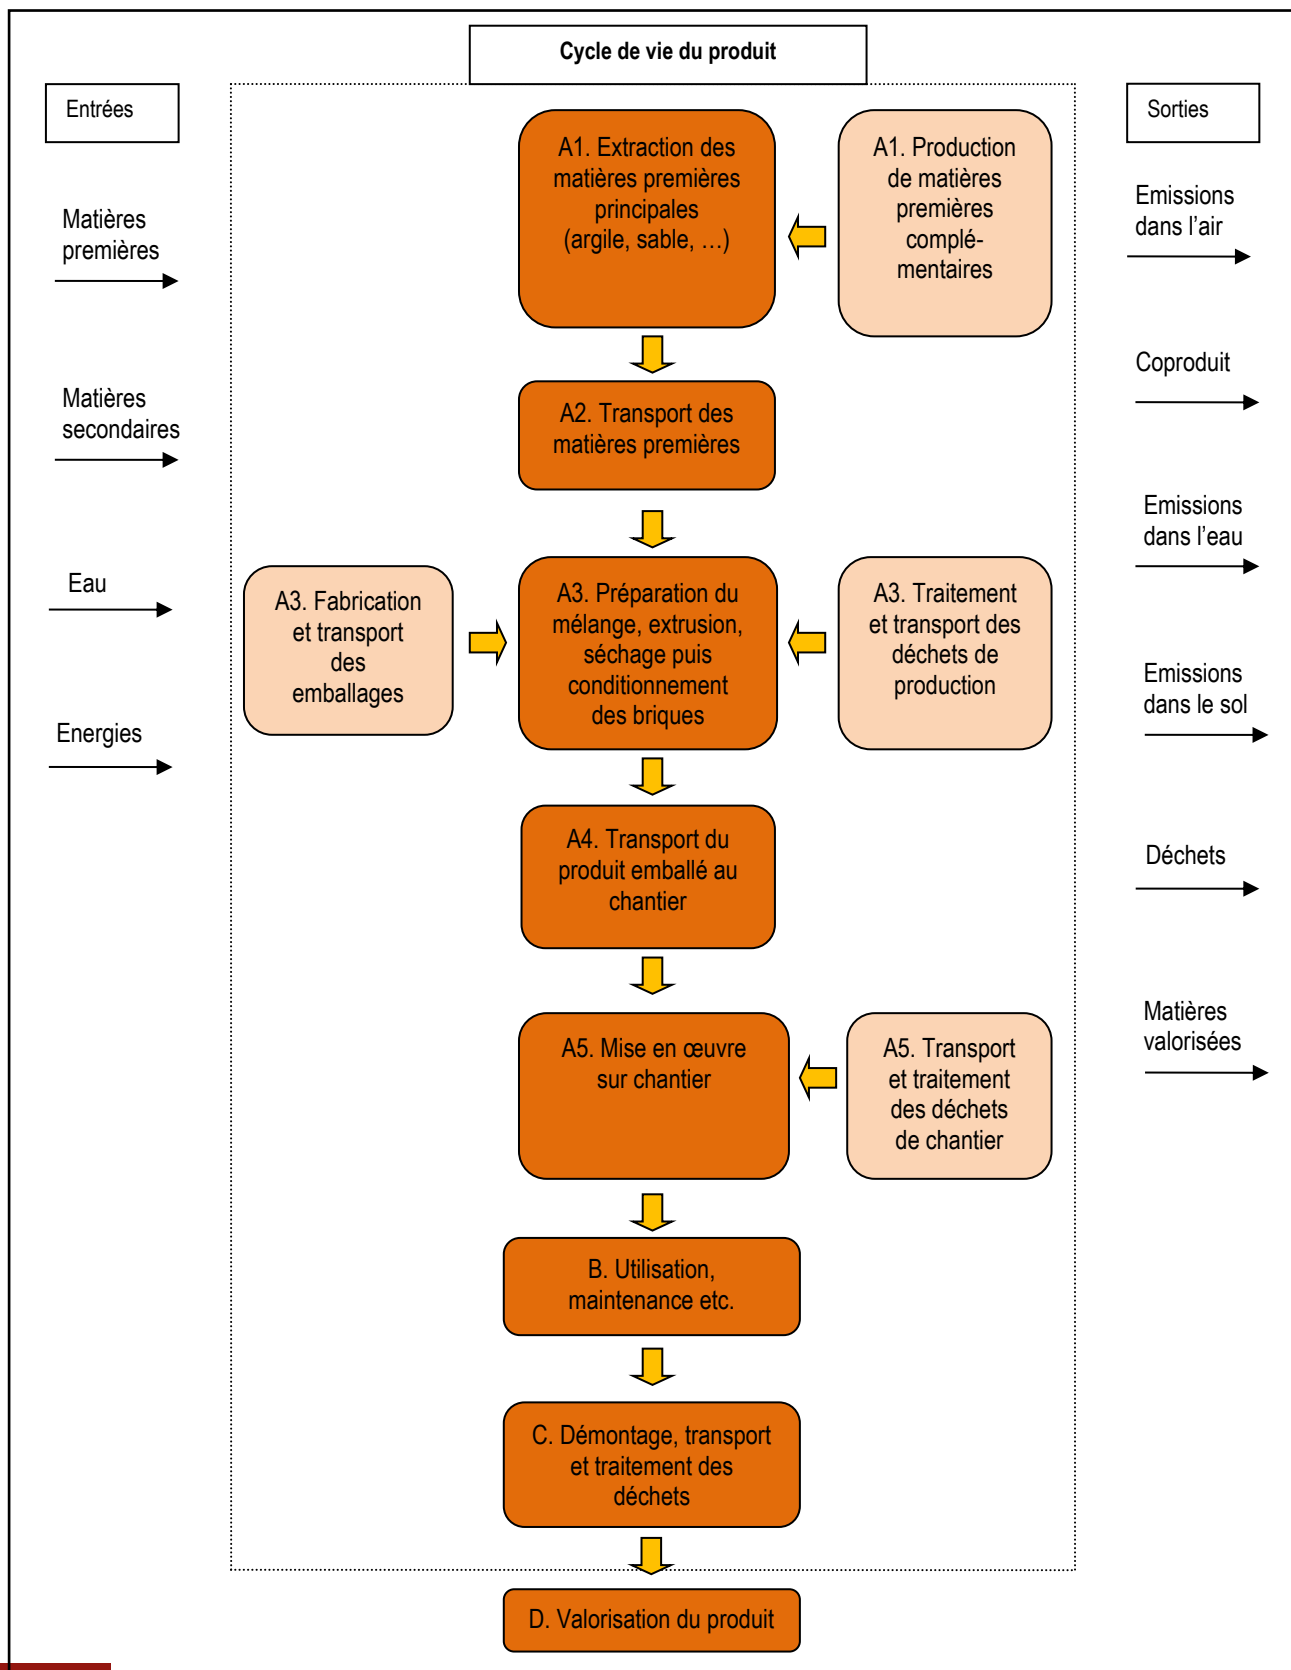 Cycle de vie du produit
Entrées
Matières
premières
Matières
secondaires
Eau
Energies
A1. Extraction des
matières premières
principales
(argile, sable, …)
A1. Production
de matières
premières
complé-
mentaires
A2. Transport des
matières premières
A3. Fabrication
et transport
des
emballages
A3. Préparation du
mélange, extrusion,
séchage puis
conditionnement
des briques
A3. Traitement
et transport des
déchets de
production
A4. Transport du
produit emballé au
chantier
A5. Mise en œuvre
sur chantier
A5. Transport
et traitement
des déchets
de chantier
B. Utilisation,
maintenance etc.
C. Démontage, transport
et traitement des
déchets
D. Valorisation du produit
Sorties
Emissions
dans l’air
Coproduit
Emissions
dans l’eau
Emissions
dans le sol
Déchets
Matières
valorisées